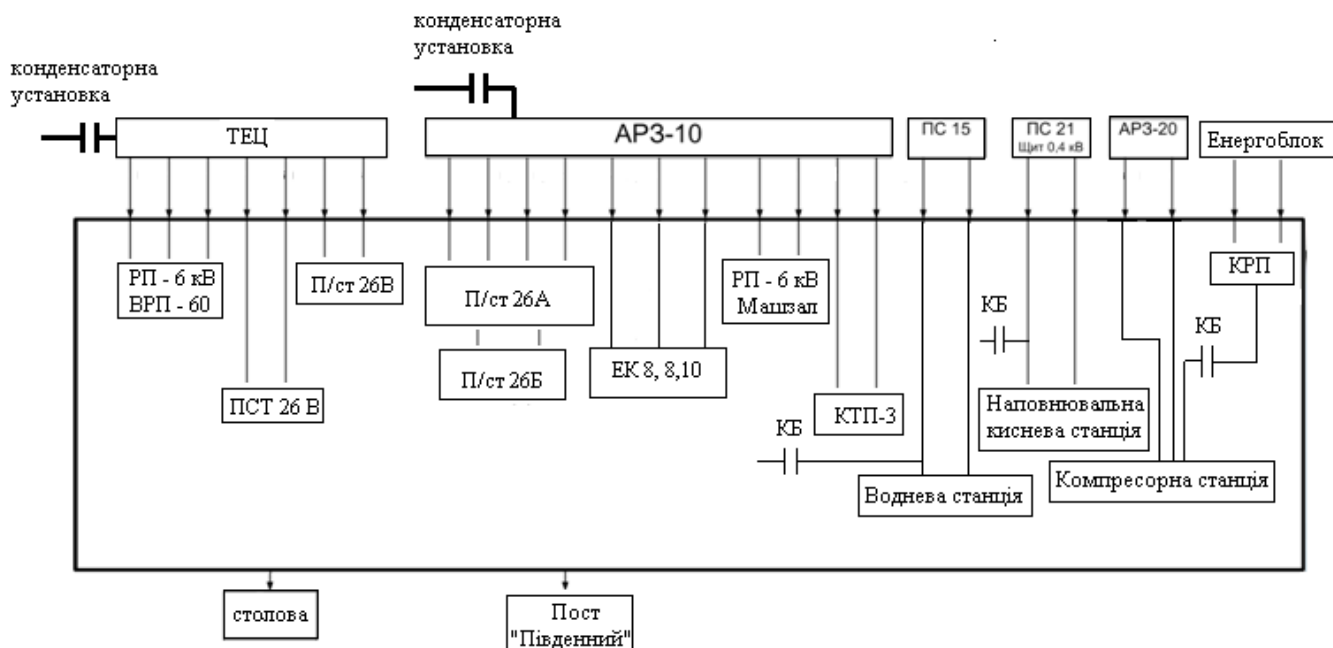 конденсаторна
установка
конденсаторна
установка
ТЕЦ
АРЗ-10
ПС 15
ПС 21
Щит 0,4 кВ
АРЗ-20
Енергоблок
РП - 6 кВ
ВРП - 60
П/ст 26В
П/ст 26А
РП - 6 кВ
Машзал
КРП
КБ
КБ
П/ст 26Б
ЕК 8, 8,10
ПСТ 26 В
КТП-3
Наповнювальна
киснева станція
КБ
Воднева станція
Компресорна станція
столова
Пост
"Південний"